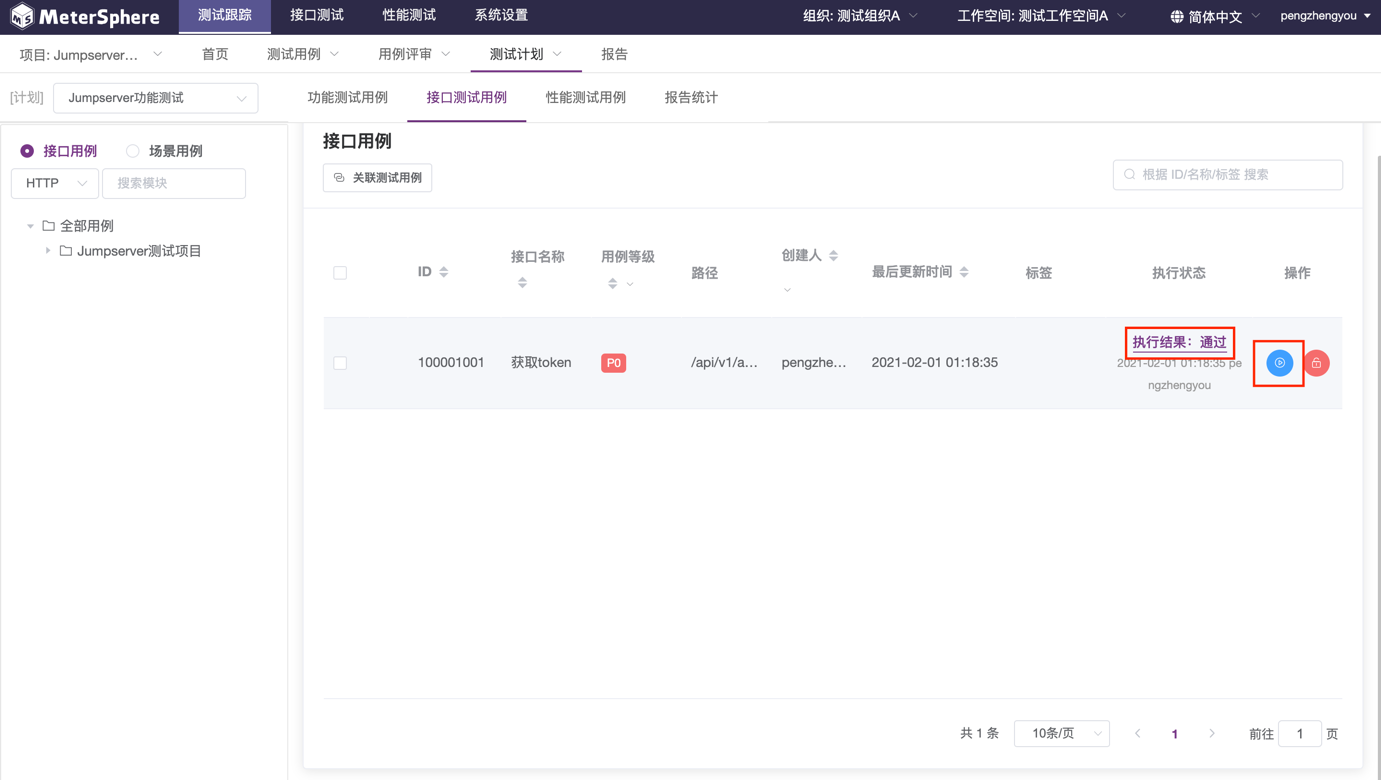 MeterSphere 测试跟踪 接口测试 性能测试 系统设置 组织: 测试组织A 工作空间: 测试工作空间A 简体中文 pengzhengyou
项目: Jumpserver... 首页 测试用例 用例评审 测试计划 报告
[计划] Jumpserver功能测试 功能测试用例 接口测试用例 性能测试用例 报告统计
接口用例 场景用例
HTTP 搜索模块
全部用例
Jumpserver测试项目
接口用例
关联测试用例 根据 ID/名称/标签 搜索
ID 接口名称 用例等级 路径 创建人 最后更新时间 标签 执行状态 操作
100001001 获取token P0 /api/v1/a... pengzhe... 2021-02-01 01:18:35 执行结果：通过
2021-02-01 01:18:35 pe
ngzhengyou
共 1 条 10条/页 1 前往 1 页